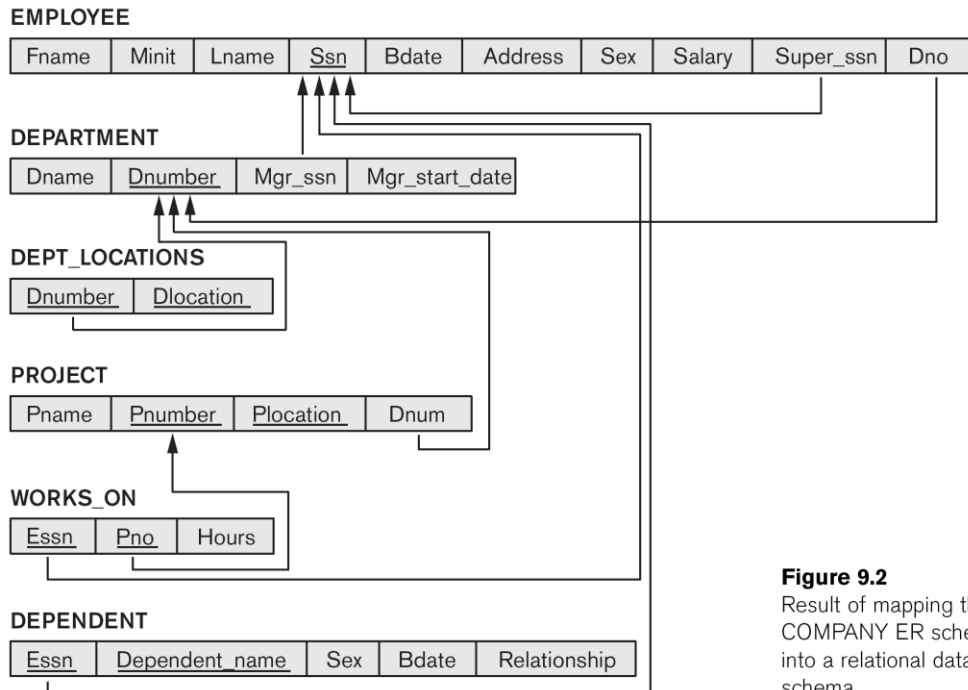 EMPLOYEE
Fname Minit Lname Ssn Bdate Address Sex Salary Super_ssn Dno
DEPARTMENT
Dname Dnumber Mgr_ssn Mgr_start_date
DEPT_LOCATIONS
Dnumber Dlocation
PROJECT
Pname Pnumber Plocation Dnum
WORKS_ON
Essn Pno Hours
DEPENDENT
Essn Dependent_name Sex Bdate Relationship
Figure 9.2
Result of mapping
COMPANY ER
into a relational
schema